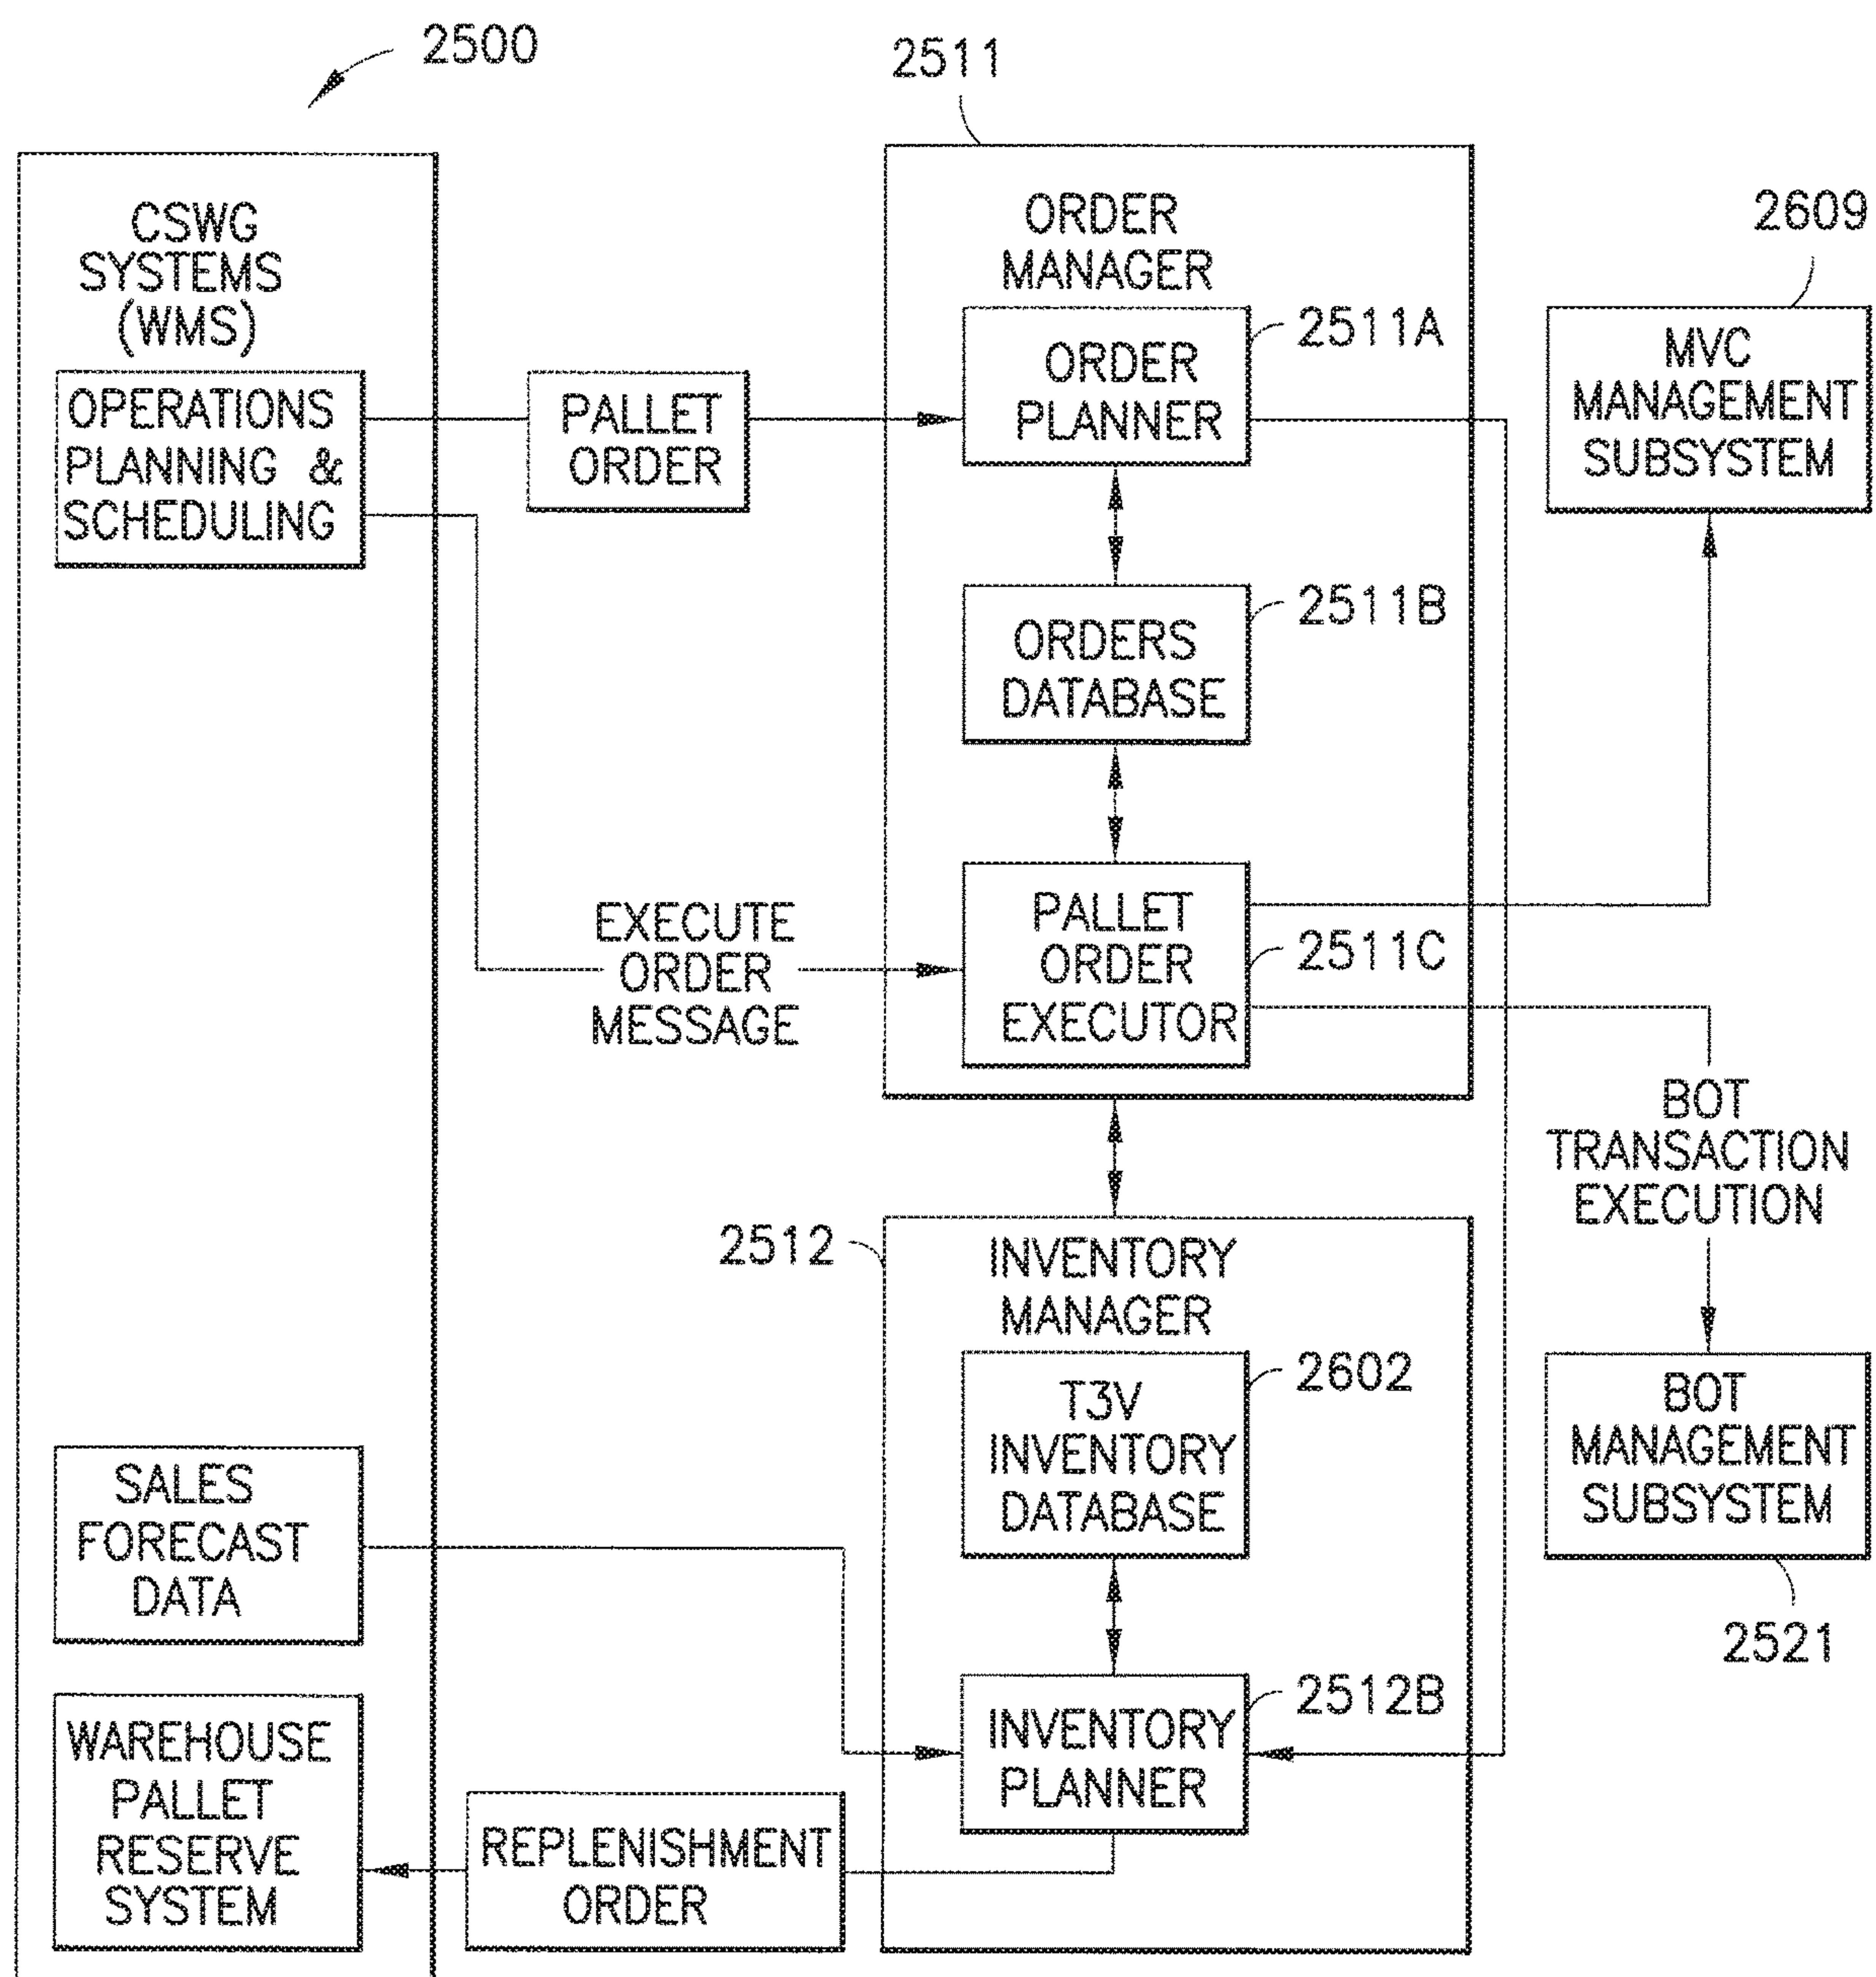 2500
2511
2609
CSWG
SYSTEMS
(WMS)
OPERATIONS
PLANNING &
SCHEDULING
PALLET
ORDER
ORDER
MANAGER
ORDER
PLANNER
2511A
MVC
MANAGEMENT
SUBSYSTEM
ORDERS
DATABASE
2511B
EXECUTE
ORDER
MESSAGE
PALLET
ORDER
EXECUTOR
2511C
BOT
TRANSACTION
EXECUTION
2512
INVENTORY
MANAGER
T3V
INVENTORY
DATABASE
2602
BOT
MANAGEMENT
SUBSYSTEM
2521
SALES
FORECAST
DATA
INVENTORY
PLANNER
2512B
WAREHOUSE
PALLET
RESERVE
SYSTEM
REPLENISHMENT
ORDER